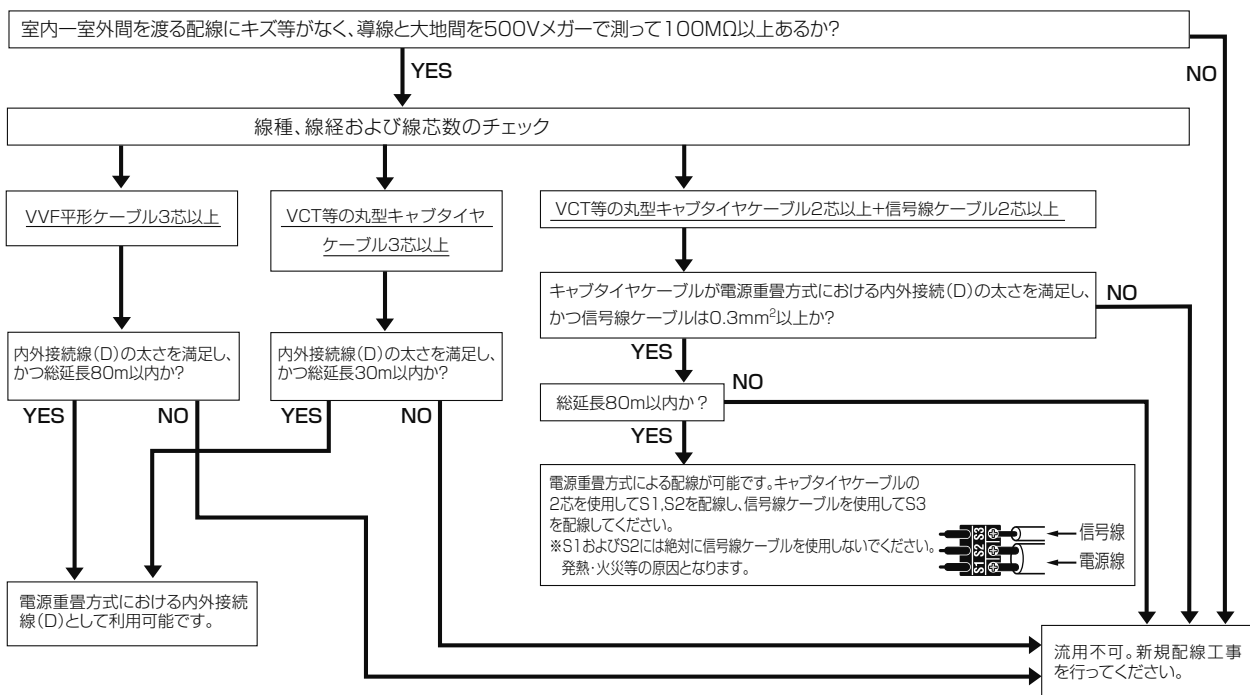 室内ー室外間を渡る配線にキズ等がなく、導線と大地間を500Vメガーで測って100MΩ以上あるか?
YES
NO
線種、線経および線芯数のチェック
VVF平形ケーブル3芯以上
VCT等の丸型キャブタイヤ
ケーブル3芯以上
VCT等の丸型キャブタイヤケーブル2芯以上+信号線ケーブル2芯以上
キャブタイヤケーブルが電源重畳方式における内外接続(D)の太さを満足し、
かつ信号線ケーブルは0.3mm²以上か?
NO
YES
内外接続線(D)の太さを満足し、
かつ総延長80m以内か?
内外接続線(D)の太さを満足し、
かつ総延長30m以内か?
総延長80m以内か?
NO
YES
NO
YES
NO
YES
電源重畳方式による配線が可能です。キャブタイヤケーブルの
2芯を使用してS1,S2を配線し、信号線ケーブルを使用してS3
を配線してください。
※S1およびS2には絶対に信号線ケーブルを使用しないでください。
発熱・火災等の原因となります。
S1 S2 S3
信号線
電源線
電源重畳方式における内外接続
線(D)として利用可能です。
流用不可。新規配線工事
を行ってください。